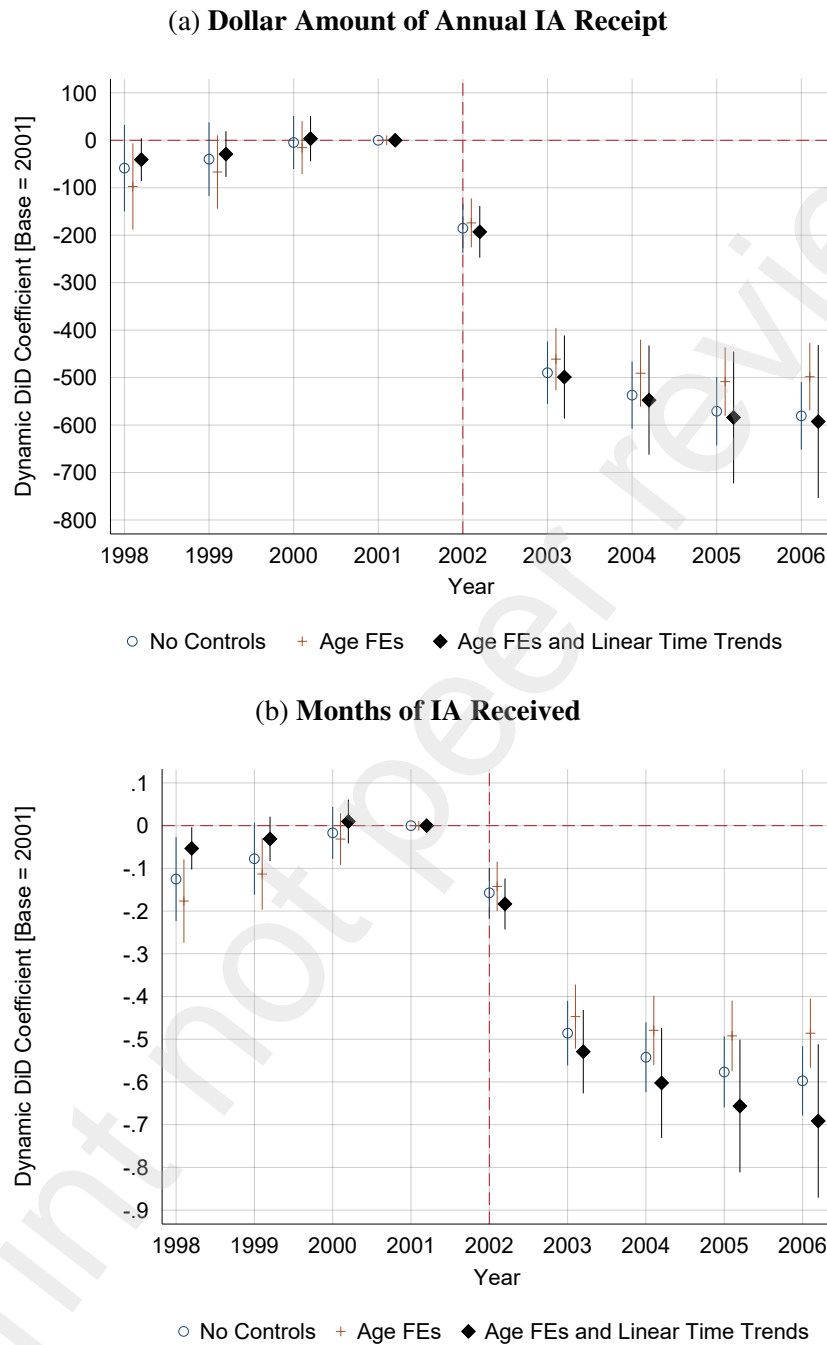 (a) Dollar Amount of Annual IA Receipt
Dynamic DiD Coefficient [Base = 2001]
100
0
-100
-200
-300
-400
-500
-600
-700
-800
1998 1999 2000 2001 2002 2003 2004 2005 2006
Year
No Controls Age FEs Age FEs and Linear Time Trends
(b) Months of IA Received
Dynamic DiD Coefficient [Base = 2001]
.1
0
-.1
-.2
-.3
-.4
-.5
-.6
-.7
-.8
-.9
1998 1999 2000 2001 2002 2003 2004 2005 2006
Year
No Controls Age FEs Age FEs and Linear Time Trends
int not peer revie